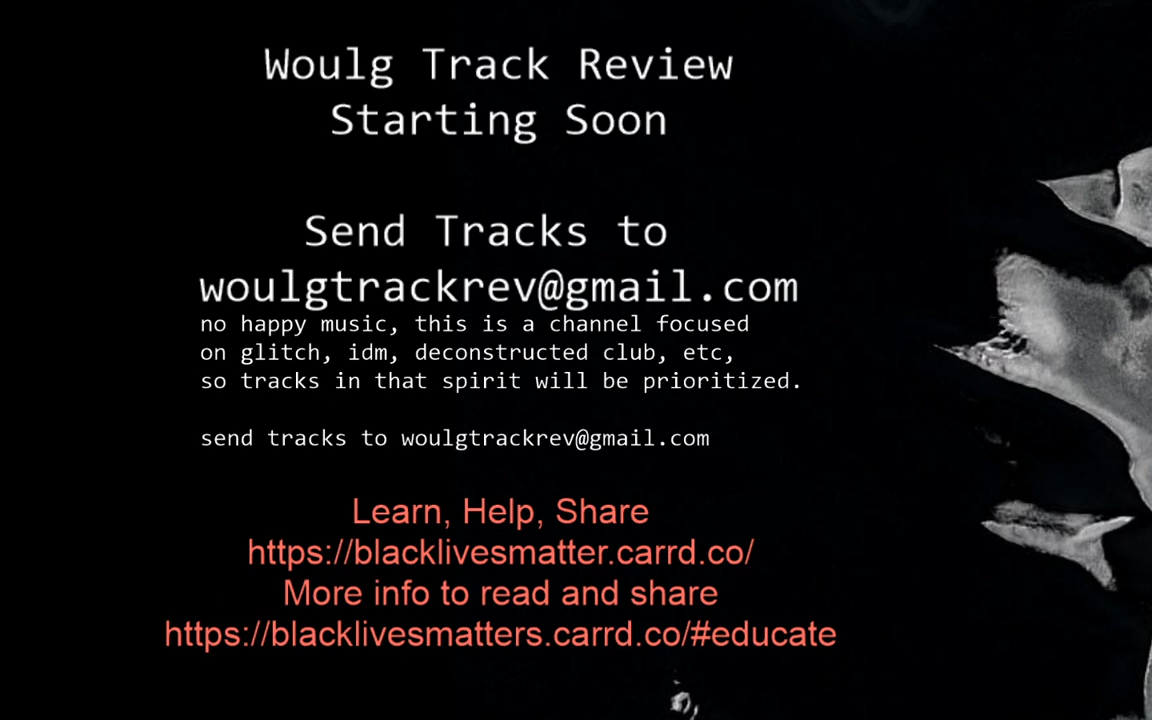 Woulg Track Review
Starting Soon
Send Tracks to
woulgtrackrev@gmail.com
no happy music, this is a channel focused
on glitch, idm, deconstructed club, etc,
so tracks in that spirit will be prioritized.
send tracks to woulgtrackrev@gmail.com
Learn, Help, Share
https://blacklivesmatter.carrd.co/
More info to read and share
https://blacklivesmatters.carrd.co/#educate